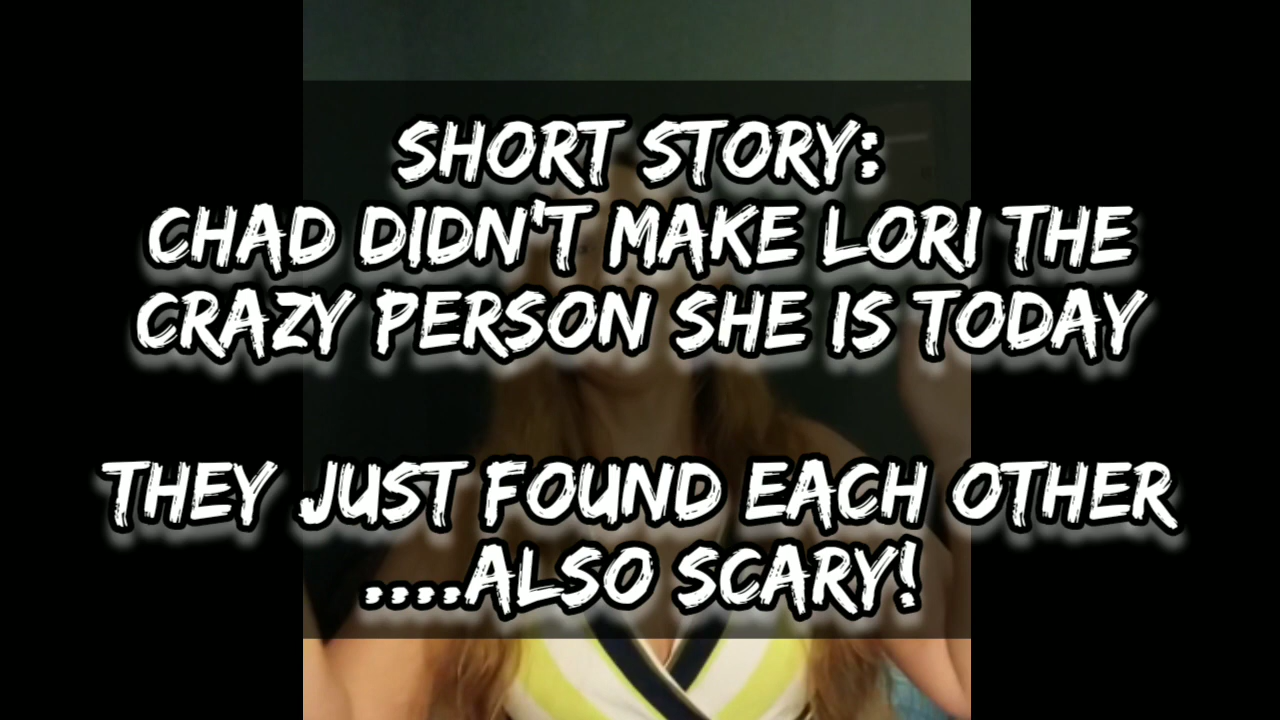 SHORT STORY:
CHAD DIDN'T MAKE LORI THE
CRAZY PERSON SHE IS TODAY
THEY JUST FOUND EACH OTHER
....ALSO SCARY!